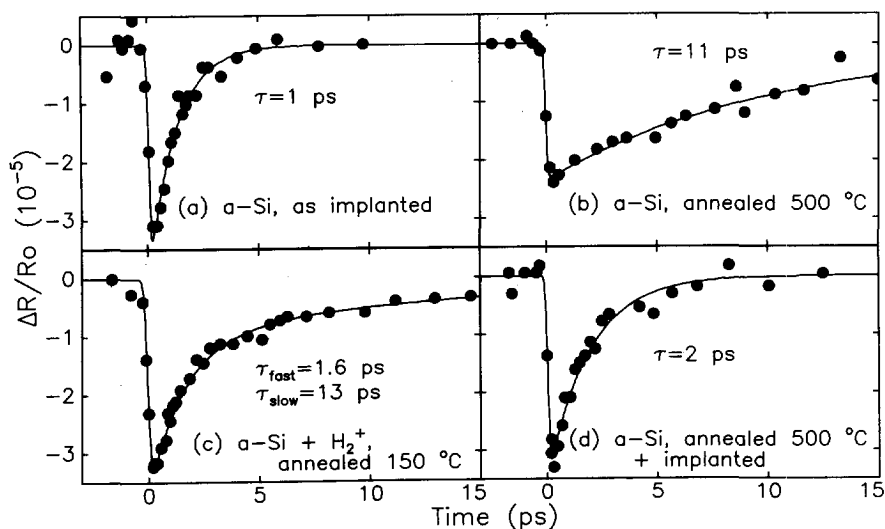 0
-1
-2
-3
τ=1 ps
(a) a-Si, as implanted
τ=11 ps
(b) a-Si, annealed 500 °C
ΔR/Ro (10⁻⁵)
0
-1
-2
-3
τfast=1.6 ps
τslow=13 ps
(c) a-Si + H₂⁺,
annealed 150 °C
τ=2 ps
(d) a-Si, annealed 500 °C
+ implanted
0 5 10 15 0 5 10 15
Time (ps)